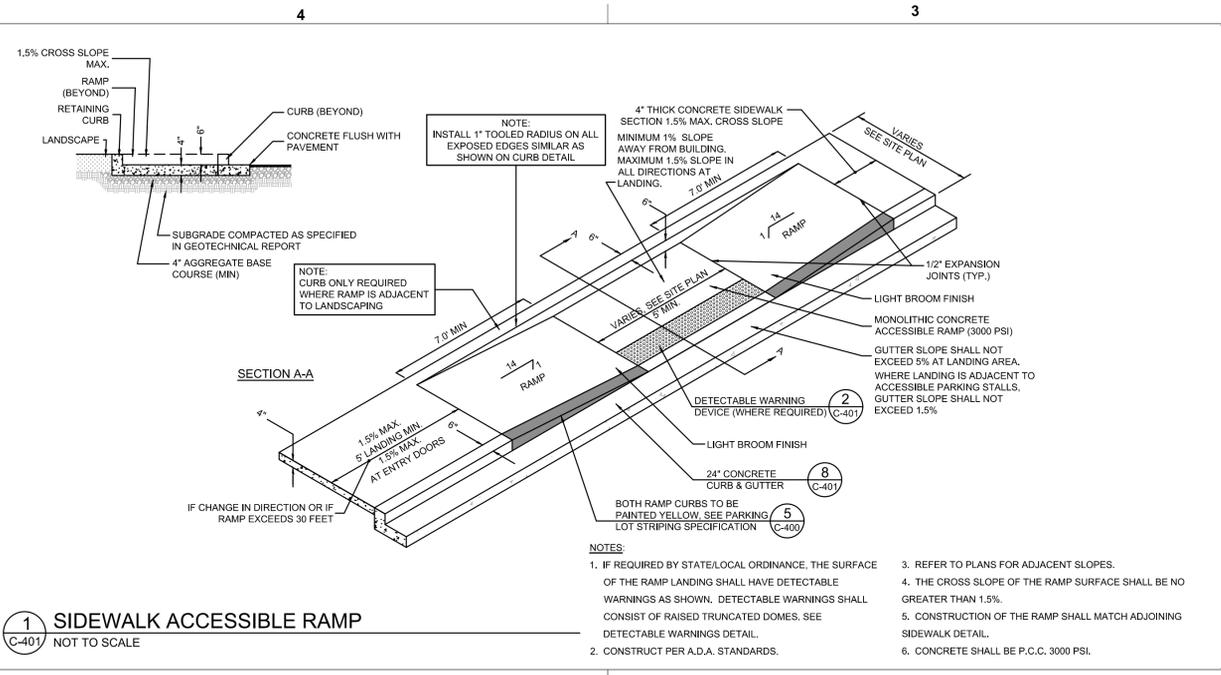 4
3
1.5% CROSS SLOPE
MAX.
RAMP
(BEYOND)
RETAINING
CURB
LANDSCAPE
4"
6"
CURB (BEYOND)
CONCRETE FLUSH WITH
PAVEMENT
SUBGRADE COMPACTED AS SPECIFIED
IN GEOTECHNICAL REPORT
4" AGGREGATE BASE
COURSE (MIN)
SECTION A-A
NOTE:
INSTALL 1" TOOLED RADIUS ON ALL
EXPOSED EDGES SIMILAR AS
SHOWN ON CURB DETAIL
NOTE:
CURB ONLY REQUIRED
WHERE RAMP IS ADJACENT
TO LANDSCAPING
4" THICK CONCRETE SIDEWALK
SECTION 1.5% MAX. CROSS SLOPE
MINIMUM 1% SLOPE
AWAY FROM BUILDING.
MAXIMUM 1.5% SLOPE IN
ALL DIRECTIONS AT
LANDING.
VARIES
SEE SITE PLAN
7.0' MIN
6"
6"
A
14
1
RAMP
VARIES, SEE SITE PLAN
5' MIN.
7.0' MIN
14
1
RAMP
A
1/2" EXPANSION
JOINTS (TYP.)
LIGHT BROOM FINISH
MONOLITHIC CONCRETE
ACCESSIBLE RAMP (3000 PSI)
GUTTER SLOPE SHALL NOT
EXCEED 5% AT LANDING AREA.
WHERE LANDING IS ADJACENT TO
ACCESSIBLE PARKING STALLS,
GUTTER SLOPE SHALL NOT
EXCEED 1.5%
DETECTABLE WARNING
DEVICE (WHERE REQUIRED)
2
C-401
LIGHT BROOM FINISH
24" CONCRETE
CURB & GUTTER
8
C-401
BOTH RAMP CURBS TO BE
PAINTED YELLOW, SEE PARKING
LOT STRIPING SPECIFICATION
5
C-400
4"
1.5% MAX.
5' LANDING MIN.
1.5% MAX.
AT ENTRY DOORS
6"
IF CHANGE IN DIRECTION OR IF
RAMP EXCEEDS 30 FEET
NOTES:
1. IF REQUIRED BY STATE/LOCAL ORDINANCE, THE SURFACE
OF THE RAMP LANDING SHALL HAVE DETECTABLE
WARNINGS AS SHOWN. DETECTABLE WARNINGS SHALL
CONSIST OF RAISED TRUNCATED DOMES. SEE
DETECTABLE WARNINGS DETAIL.
2. CONSTRUCT PER A.D.A. STANDARDS.
3. REFER TO PLANS FOR ADJACENT SLOPES.
4. THE CROSS SLOPE OF THE RAMP SURFACE SHALL BE NO
GREATER THAN 1.5%.
5. CONSTRUCTION OF THE RAMP SHALL MATCH ADJOINING
SIDEWALK DETAIL.
6. CONCRETE SHALL BE P.C.C. 3000 PSI.
1
C-401
SIDEWALK ACCESSIBLE RAMP
NOT TO SCALE